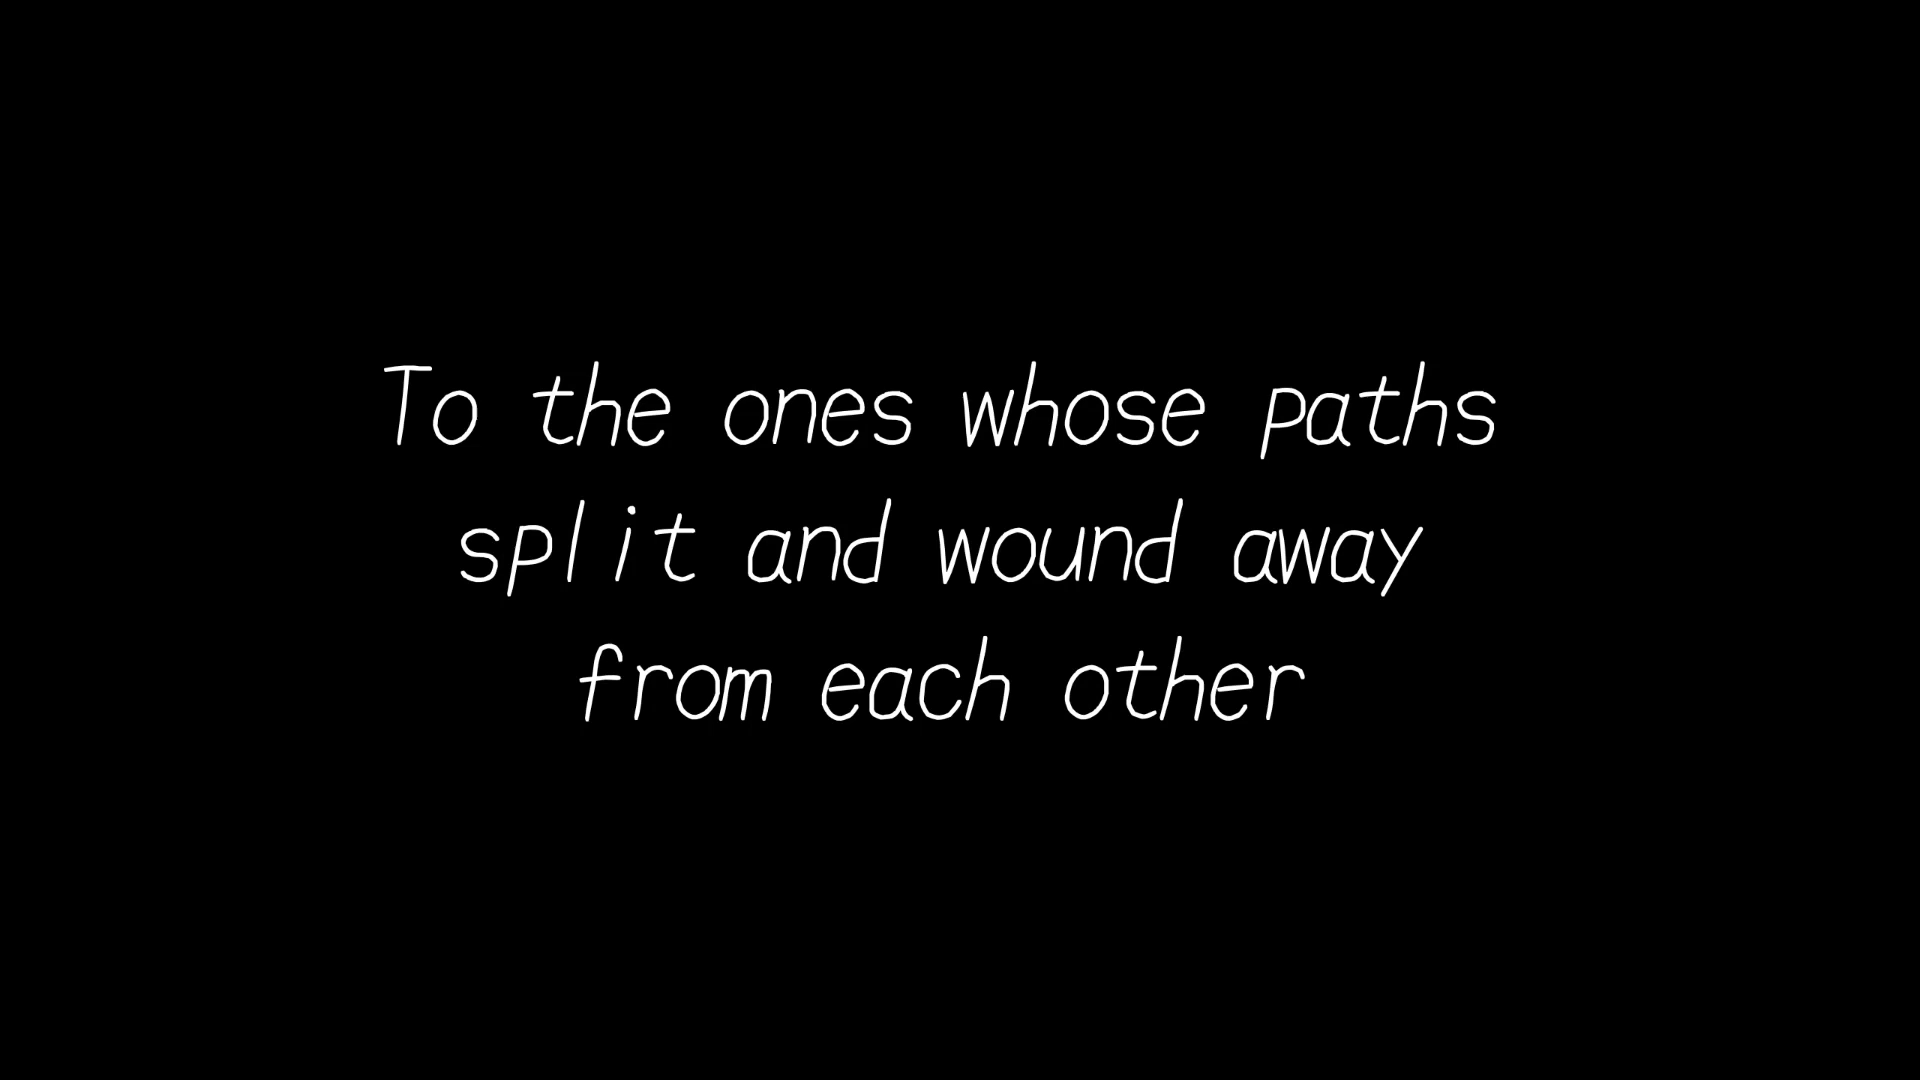 To the ones whose paths
split and wound away
from each other